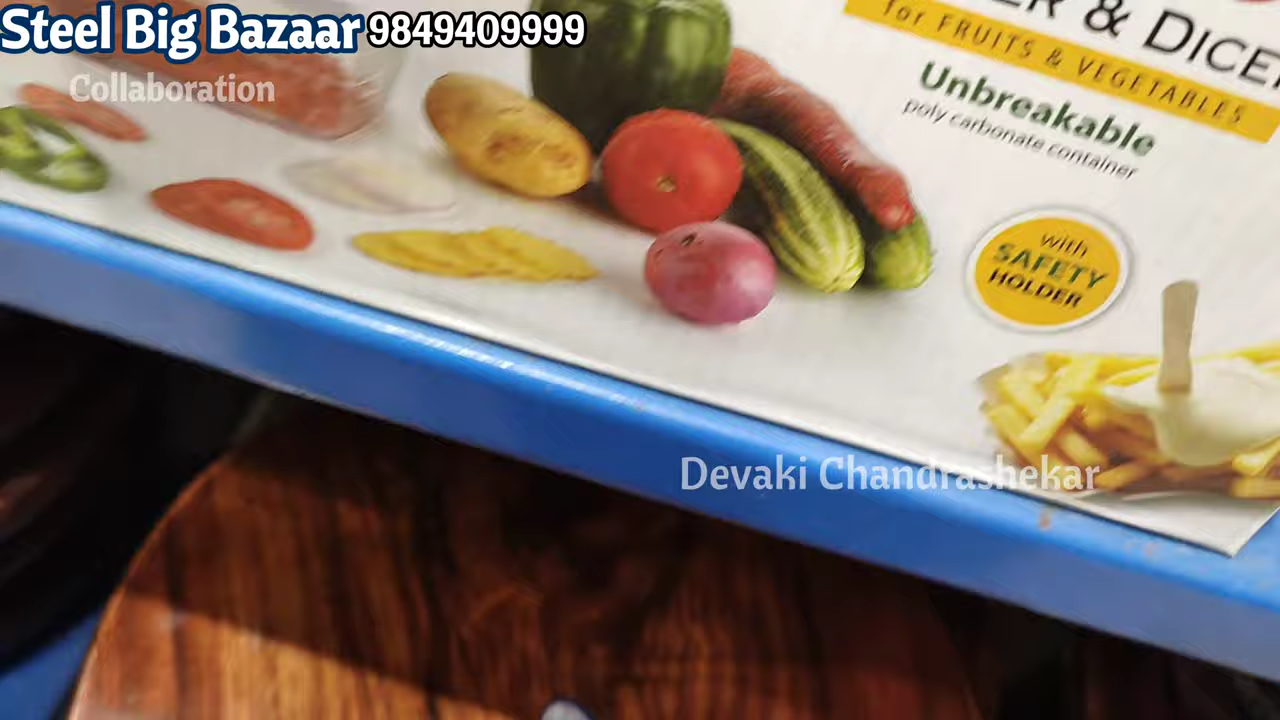 Steel Big Bazaar 9849409999
Collaboration
& DICE
for FRUITS & VEGETABLES
Unbreakable
poly carbonate container
with
SAFETY
HOLDER
Devaki Chandrashekar